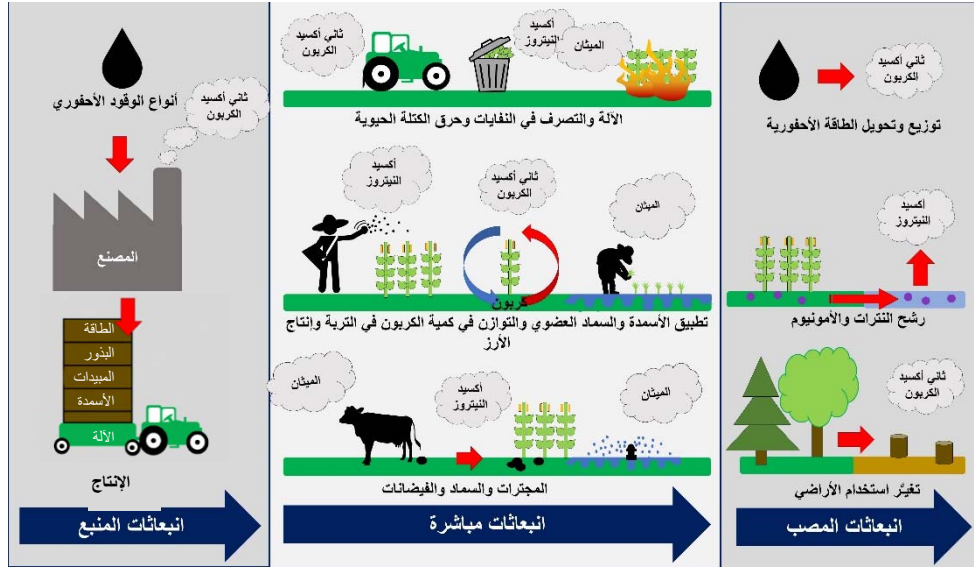 أنواع الوقود الأحفوري
ثاني أكسيد
الكربون
المصنع
الطاقة
البذور
المبيدات
الأسمدة
الآلة
الإنتاج
انبعاثات المنبع
ثاني أكسيد
الكربون
أكسيد
النيتروز
الميثان
الآلة والتصرف في النفايات وحرق الكتلة الحيوية
أكسيد
النيتروز
ثاني أكسيد
الكربون
الميثان
كربون
تطبيق الأسمدة والسماد العضوي والتوازن في كمية الكربون في التربة وإنتاج
الأرز
الميثان
أكسيد
النيتروز
الميثان
المجترات والسماد والفيضانات
انبعاثات مباشرة
ثاني أكسيد
الكربون
توزيع وتحويل الطاقة الأحفورية
أكسيد
النيتروز
رشح النترات والأمونيوم
ثاني أكسيد
الكربون
تغيّر استخدام الأراضي
انبعاثات المصب